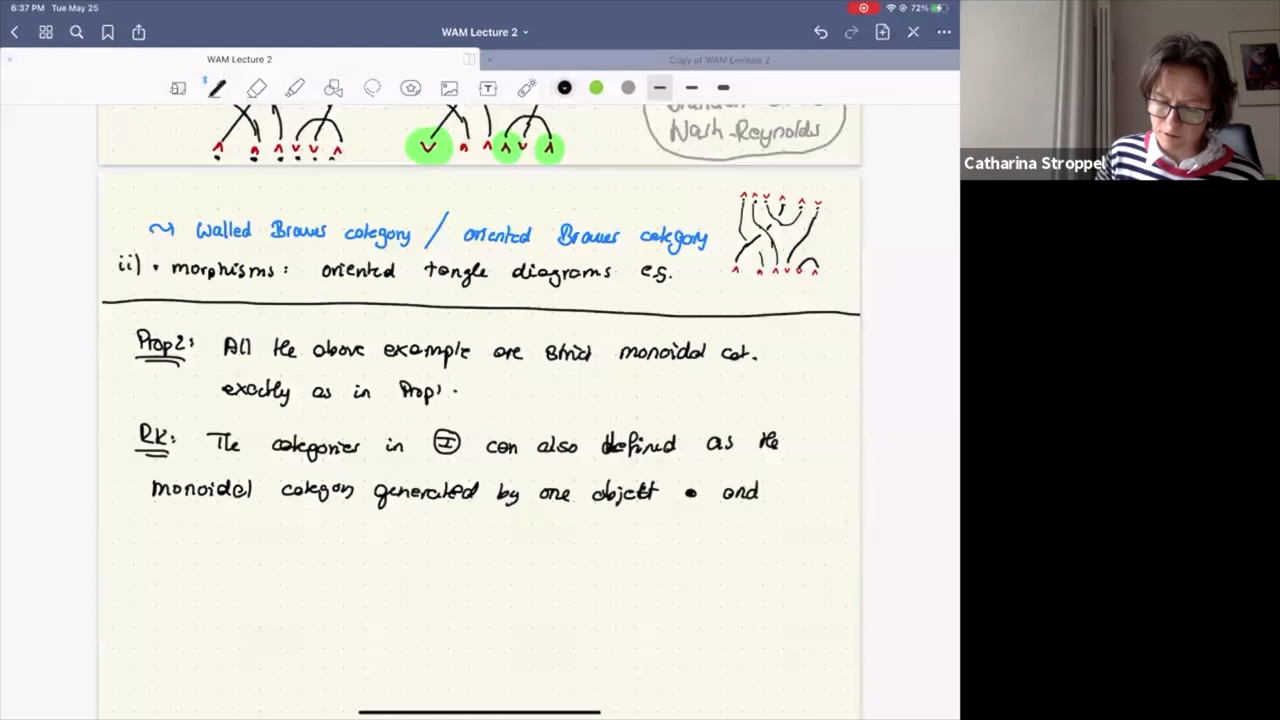 6:37 PM Tue May 25
72%
WAM Lecture 2
WAM Lecture 2
Copy of WAM Lecture 2
Nash-Reynolds
Catharina Stroppel
~> Walled Brauer category / oriented Brauer category
ii) • morphisms: oriented tangle diagrams e.g.
Prop 2: All the above example are strict monoidal cat.
exactly as in Prop 1.
RK: The categories in I can also defined as the
monoidal category generated by one object • and